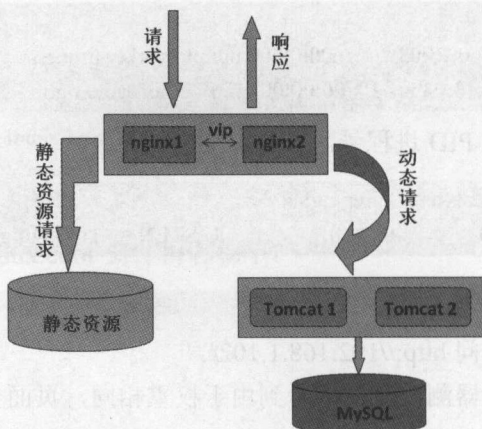 请求
响应
vip
nginx1
nginx2
静态资源请求
动态请求
静态资源
Tomcat 1
Tomcat 2
MySQL